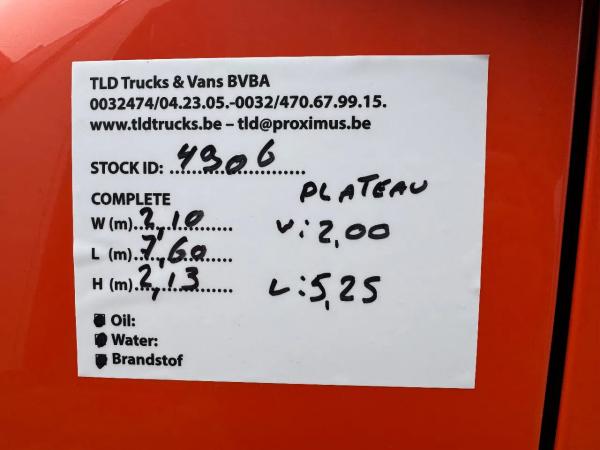 TLD Trucks & Vans BVBA
0032474/04.23.05.-0032/470.67.99.15.
www.tldtrucks.be – tld@proximus.be
STOCK ID: 4906
COMPLETE
PLATEAU
W (m) 2,10
V: 2,00
L (m) 7,60
H (m) 2,13
L: 5,25
Oil:
Water:
Brandstof